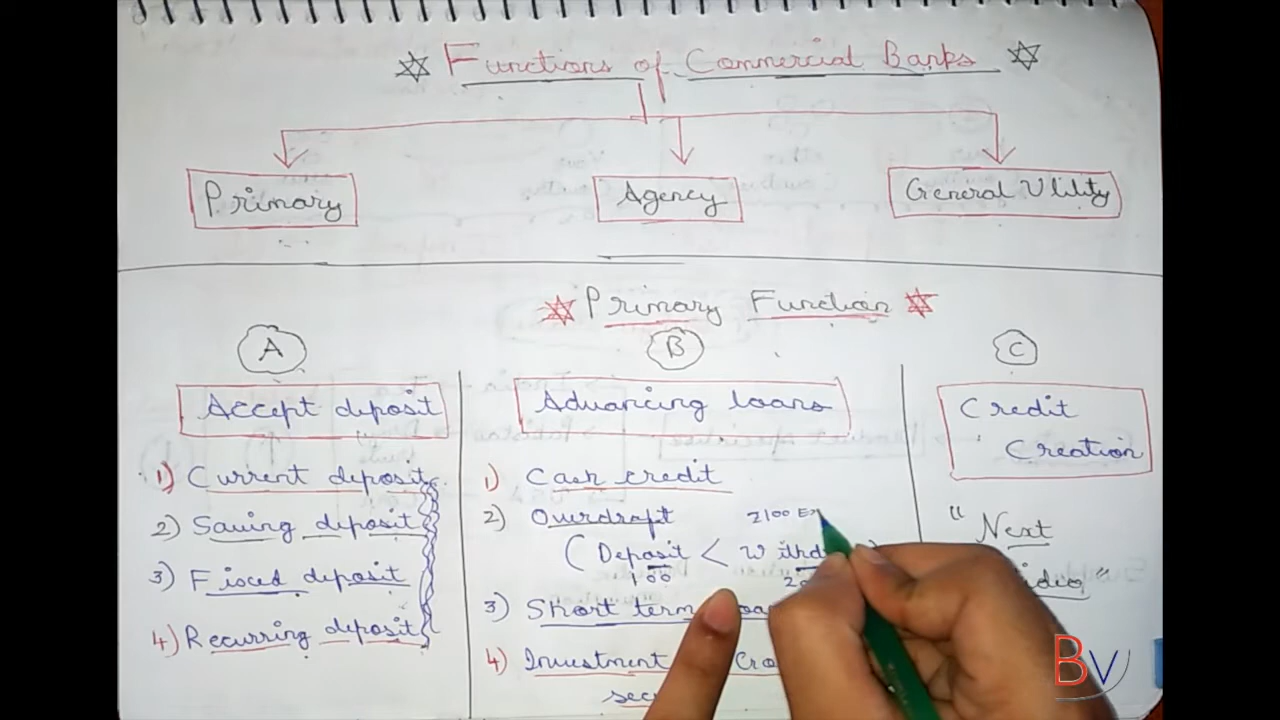 Functions of Commercial Banks
Primary
Agency
General Utility
Primary Function
A
Accept deposit
1) Current deposit
2) Saving deposit
3) Fixed deposit
4) Recurring deposit
B
Advancing loans
1) Cash credit
2) Overdraft
2100 Ex
(Deposit <
100
3) Short term
4) Investment
C
Credit
Creation
"Next
BV